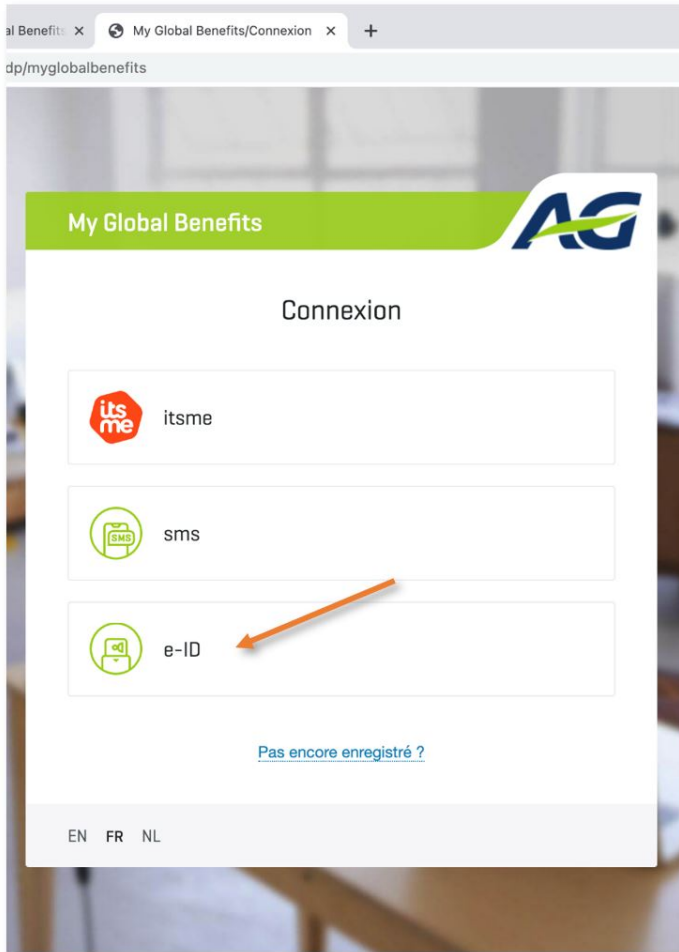 al Benefits
My Global Benefits/Connexion
dp/myglobalbenefits
My Global Benefits
AG
Connexion
its
me
itsme
SMS
sms
e-ID
Pas encore enregistré ?
EN FR NL